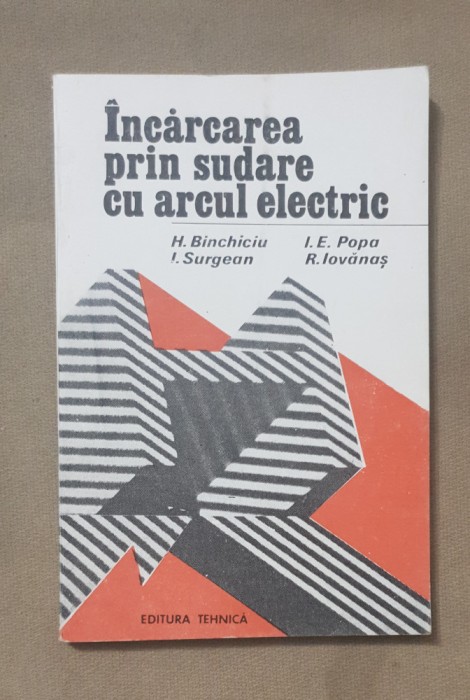 Încărcarea
prin sudare
cu arcul electric
H. Binchiciu I. E. Popa
I. Surgean R. Iovănaș
EDITURA TEHNICĂ